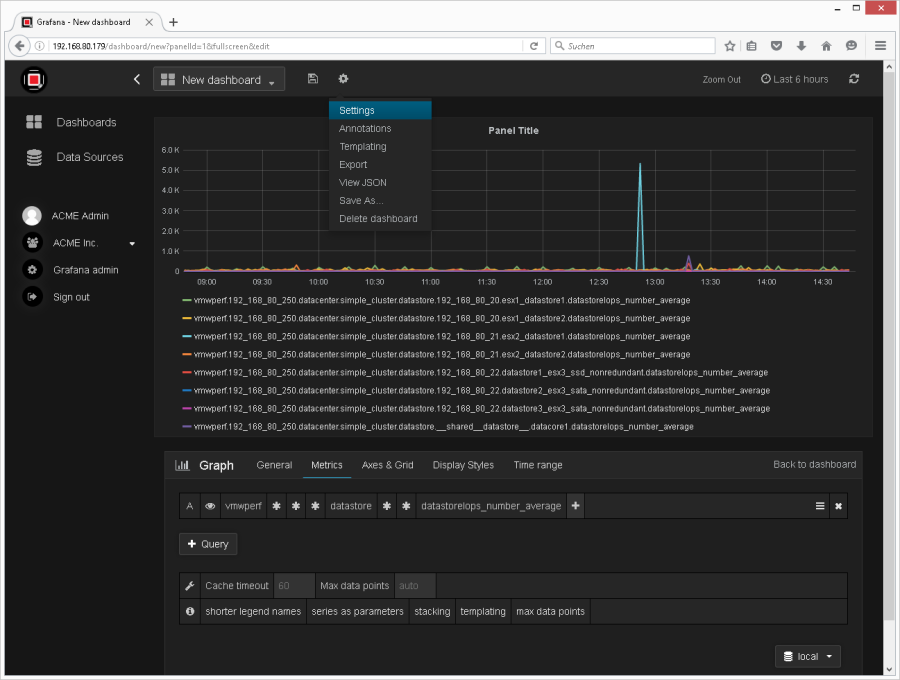 Grafana - New dashboard
192.168.80.179/dashboard/new?panelId=1&fullscreen&edit
Suchen
New dashboard
Zoom Out
Last 6 hours
Settings
Annotations
Templating
Export
View JSON
Save As...
Delete dashboard
Dashboards
Data Sources
ACME Admin
ACME Inc.
Grafana admin
Sign out
Panel Title
6.0 K
5.0 K
4.0 K
3.0 K
2.0 K
1.0 K
0
09:00 09:30 10:00 10:30 11:00 11:30 12:00 12:30 13:00 13:30 14:00 14:30
vmwperf.192_168_80_250.datacenter.simple_cluster.datastore.192_168_80_20.esx1_datastore1.datastoreIops_number_average
vmwperf.192_168_80_250.datacenter.simple_cluster.datastore.192_168_80_20.esx1_datastore2.datastoreIops_number_average
vmwperf.192_168_80_250.datacenter.simple_cluster.datastore.192_168_80_21.esx2_datastore1.datastoreIops_number_average
vmwperf.192_168_80_250.datacenter.simple_cluster.datastore.192_168_80_21.esx2_datastore2.datastoreIops_number_average
vmwperf.192_168_80_250.datacenter.simple_cluster.datastore.192_168_80_22.datastore1_esx3_ssd_nonredundant.datastoreIops_number_average
vmwperf.192_168_80_250.datacenter.simple_cluster.datastore.192_168_80_22.datastore2_esx3_sata_nonredundant.datastoreIops_number_average
vmwperf.192_168_80_250.datacenter.simple_cluster.datastore.192_168_80_22.datastore3_esx3_sata_nonredundant.datastoreIops_number_average
vmwperf.192_168_80_250.datacenter.simple_cluster.datastore.__shared__datastore__.datacore1.datastoreIops_number_average
Graph General Metrics Axes & Grid Display Styles Time range Back to dashboard
A vmwperf * * * datastore * * datastoreIops_number_average +
+ Query
Cache timeout 60 Max data points auto
shorter legend names series as parameters stacking templating max data points
local